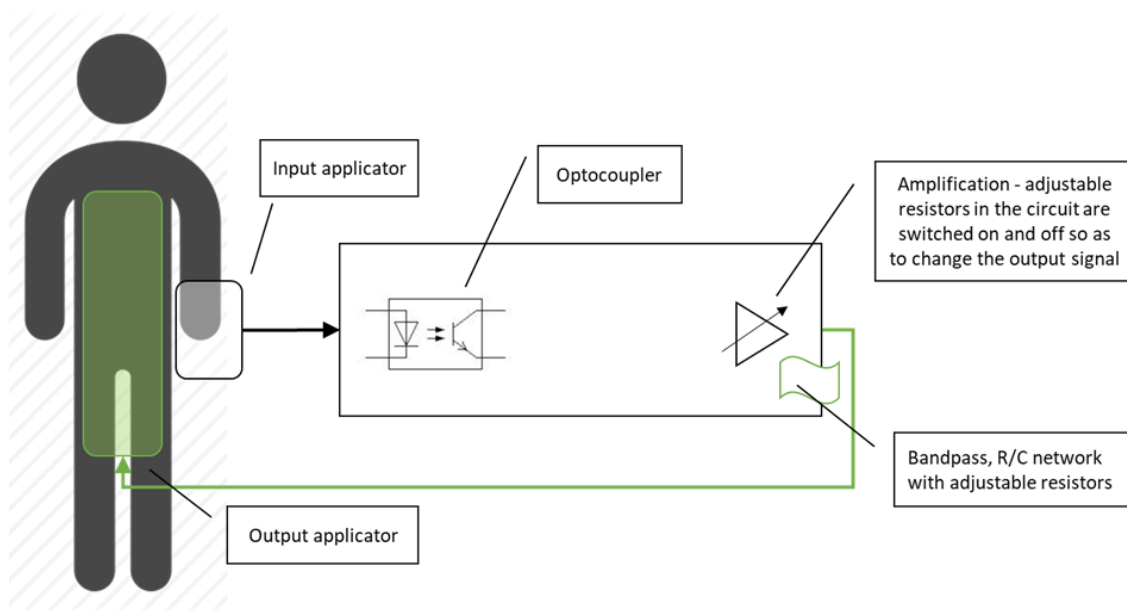 Input applicator
Optocoupler
Amplification - adjustable
resistors in the circuit are
switched on and off so as
to change the output signal
Bandpass, R/C network
with adjustable resistors
Output applicator